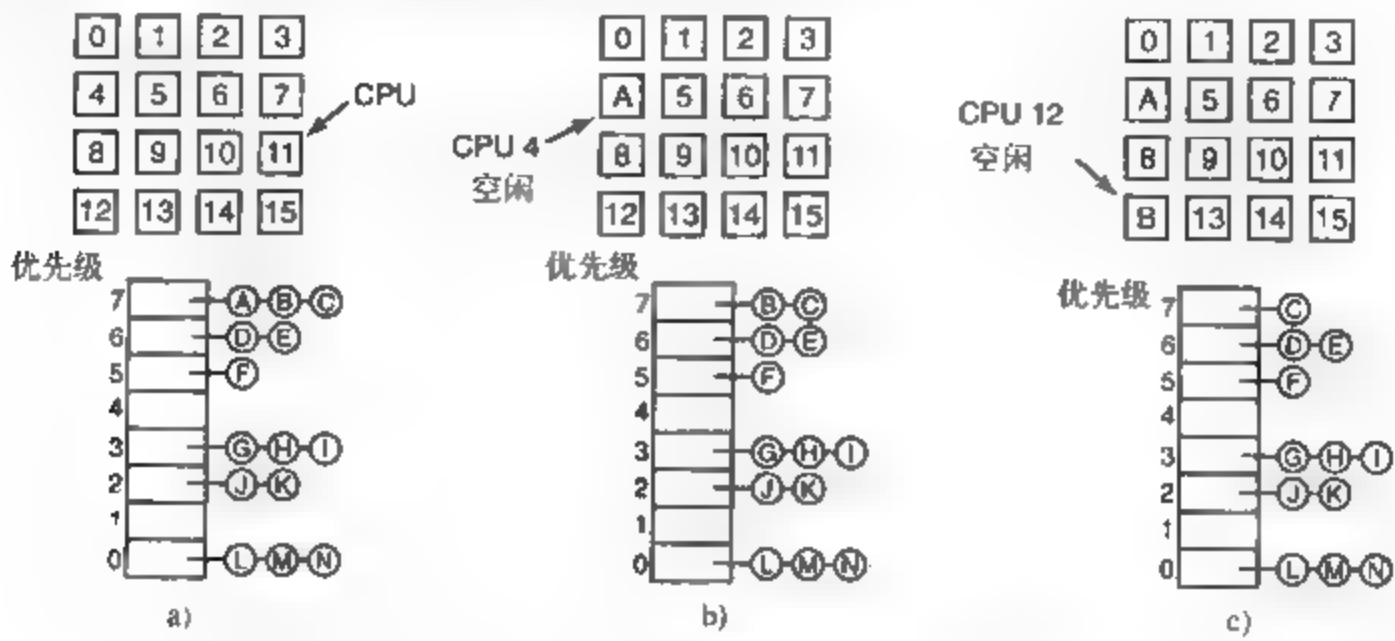 0 1 2 3
4 5 6 7
CPU
8 9 10 11
12 13 14 15
优先级
7 A B C
6 D E
5 F
4
3 G H I
2 J K
1
0 L M N
a)
0 1 2 3
A 5 6 7
CPU 4
空闲
8 9 10 11
12 13 14 15
优先级
7 B C
6 D E
5 F
4
3 G H I
2 J K
1
0 L M N
b)
0 1 2 3
A 5 6 7
CPU 12
空闲
8 9 10 11
B 13 14 15
优先级
7 C
6 D E
5 F
4
3 G H I
2 J K
1
0 L M N
c)